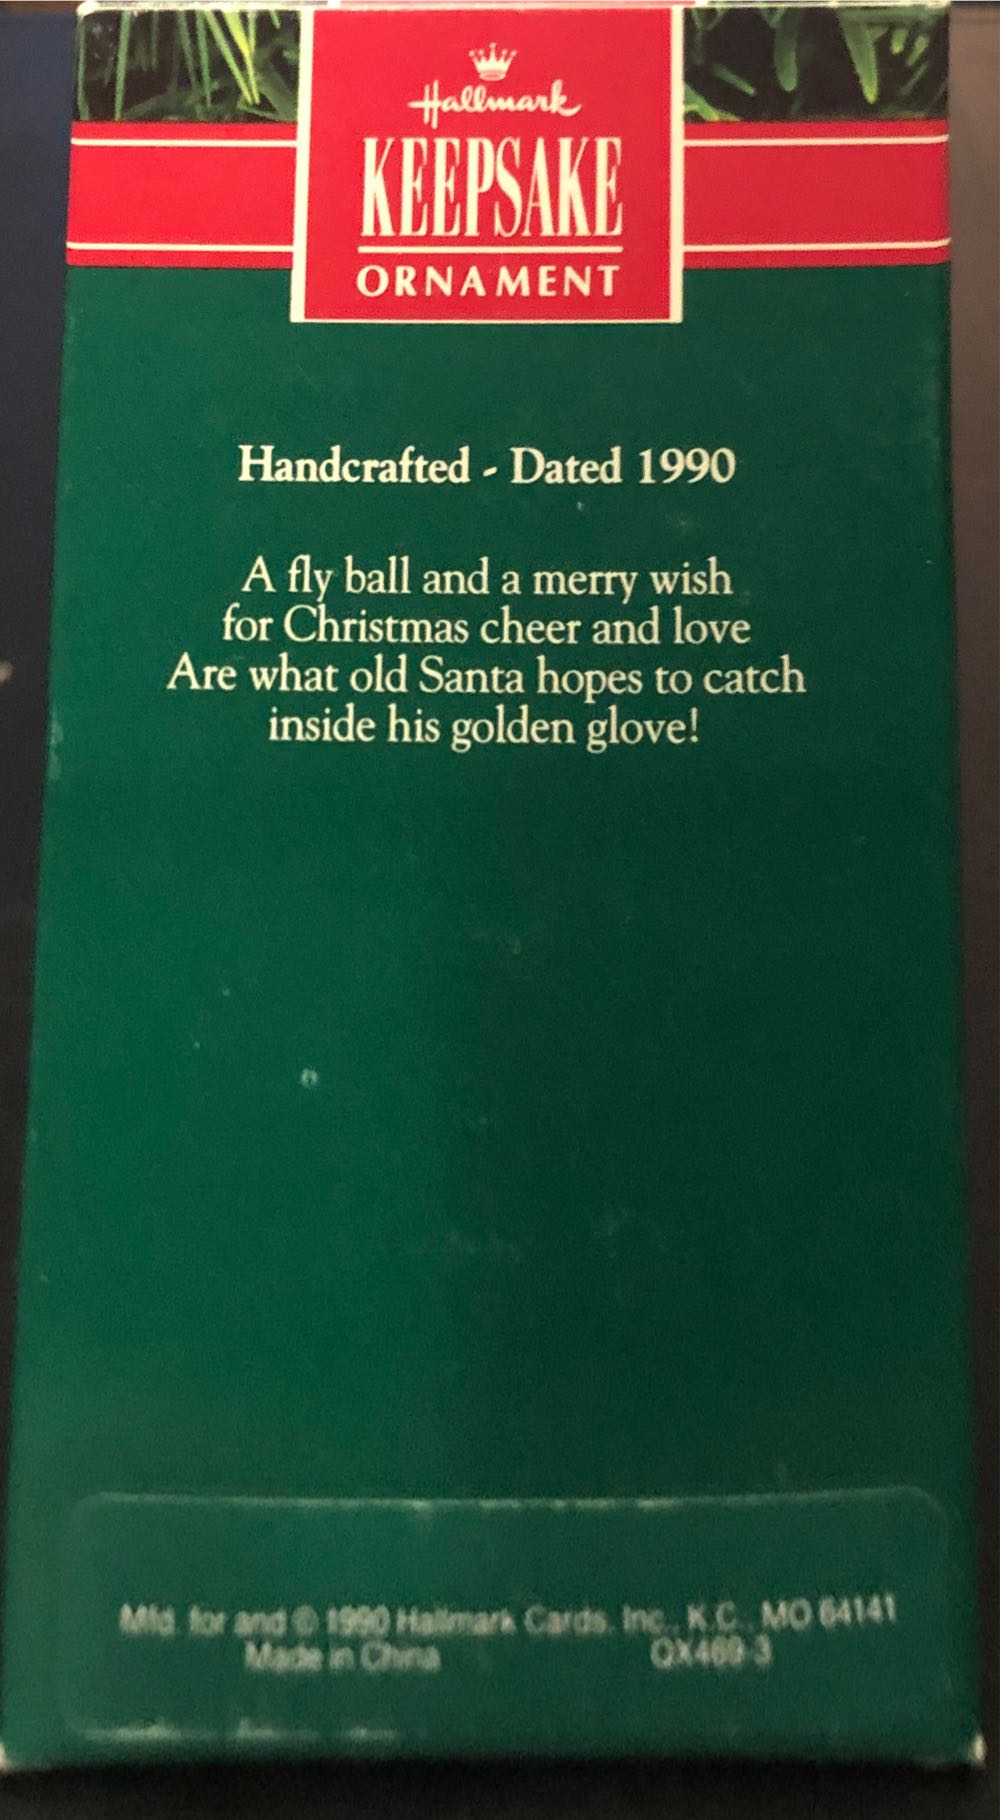 Hallmark
KEEPSAKE
ORNAMENT
Handcrafted - Dated 1990
A fly ball and a merry wish
for Christmas cheer and love
Are what old Santa hopes to catch
inside his golden glove!
Mfd. for and © 1990 Hallmark Cards, Inc., K.C., MO 64141
Made in China QX469-3